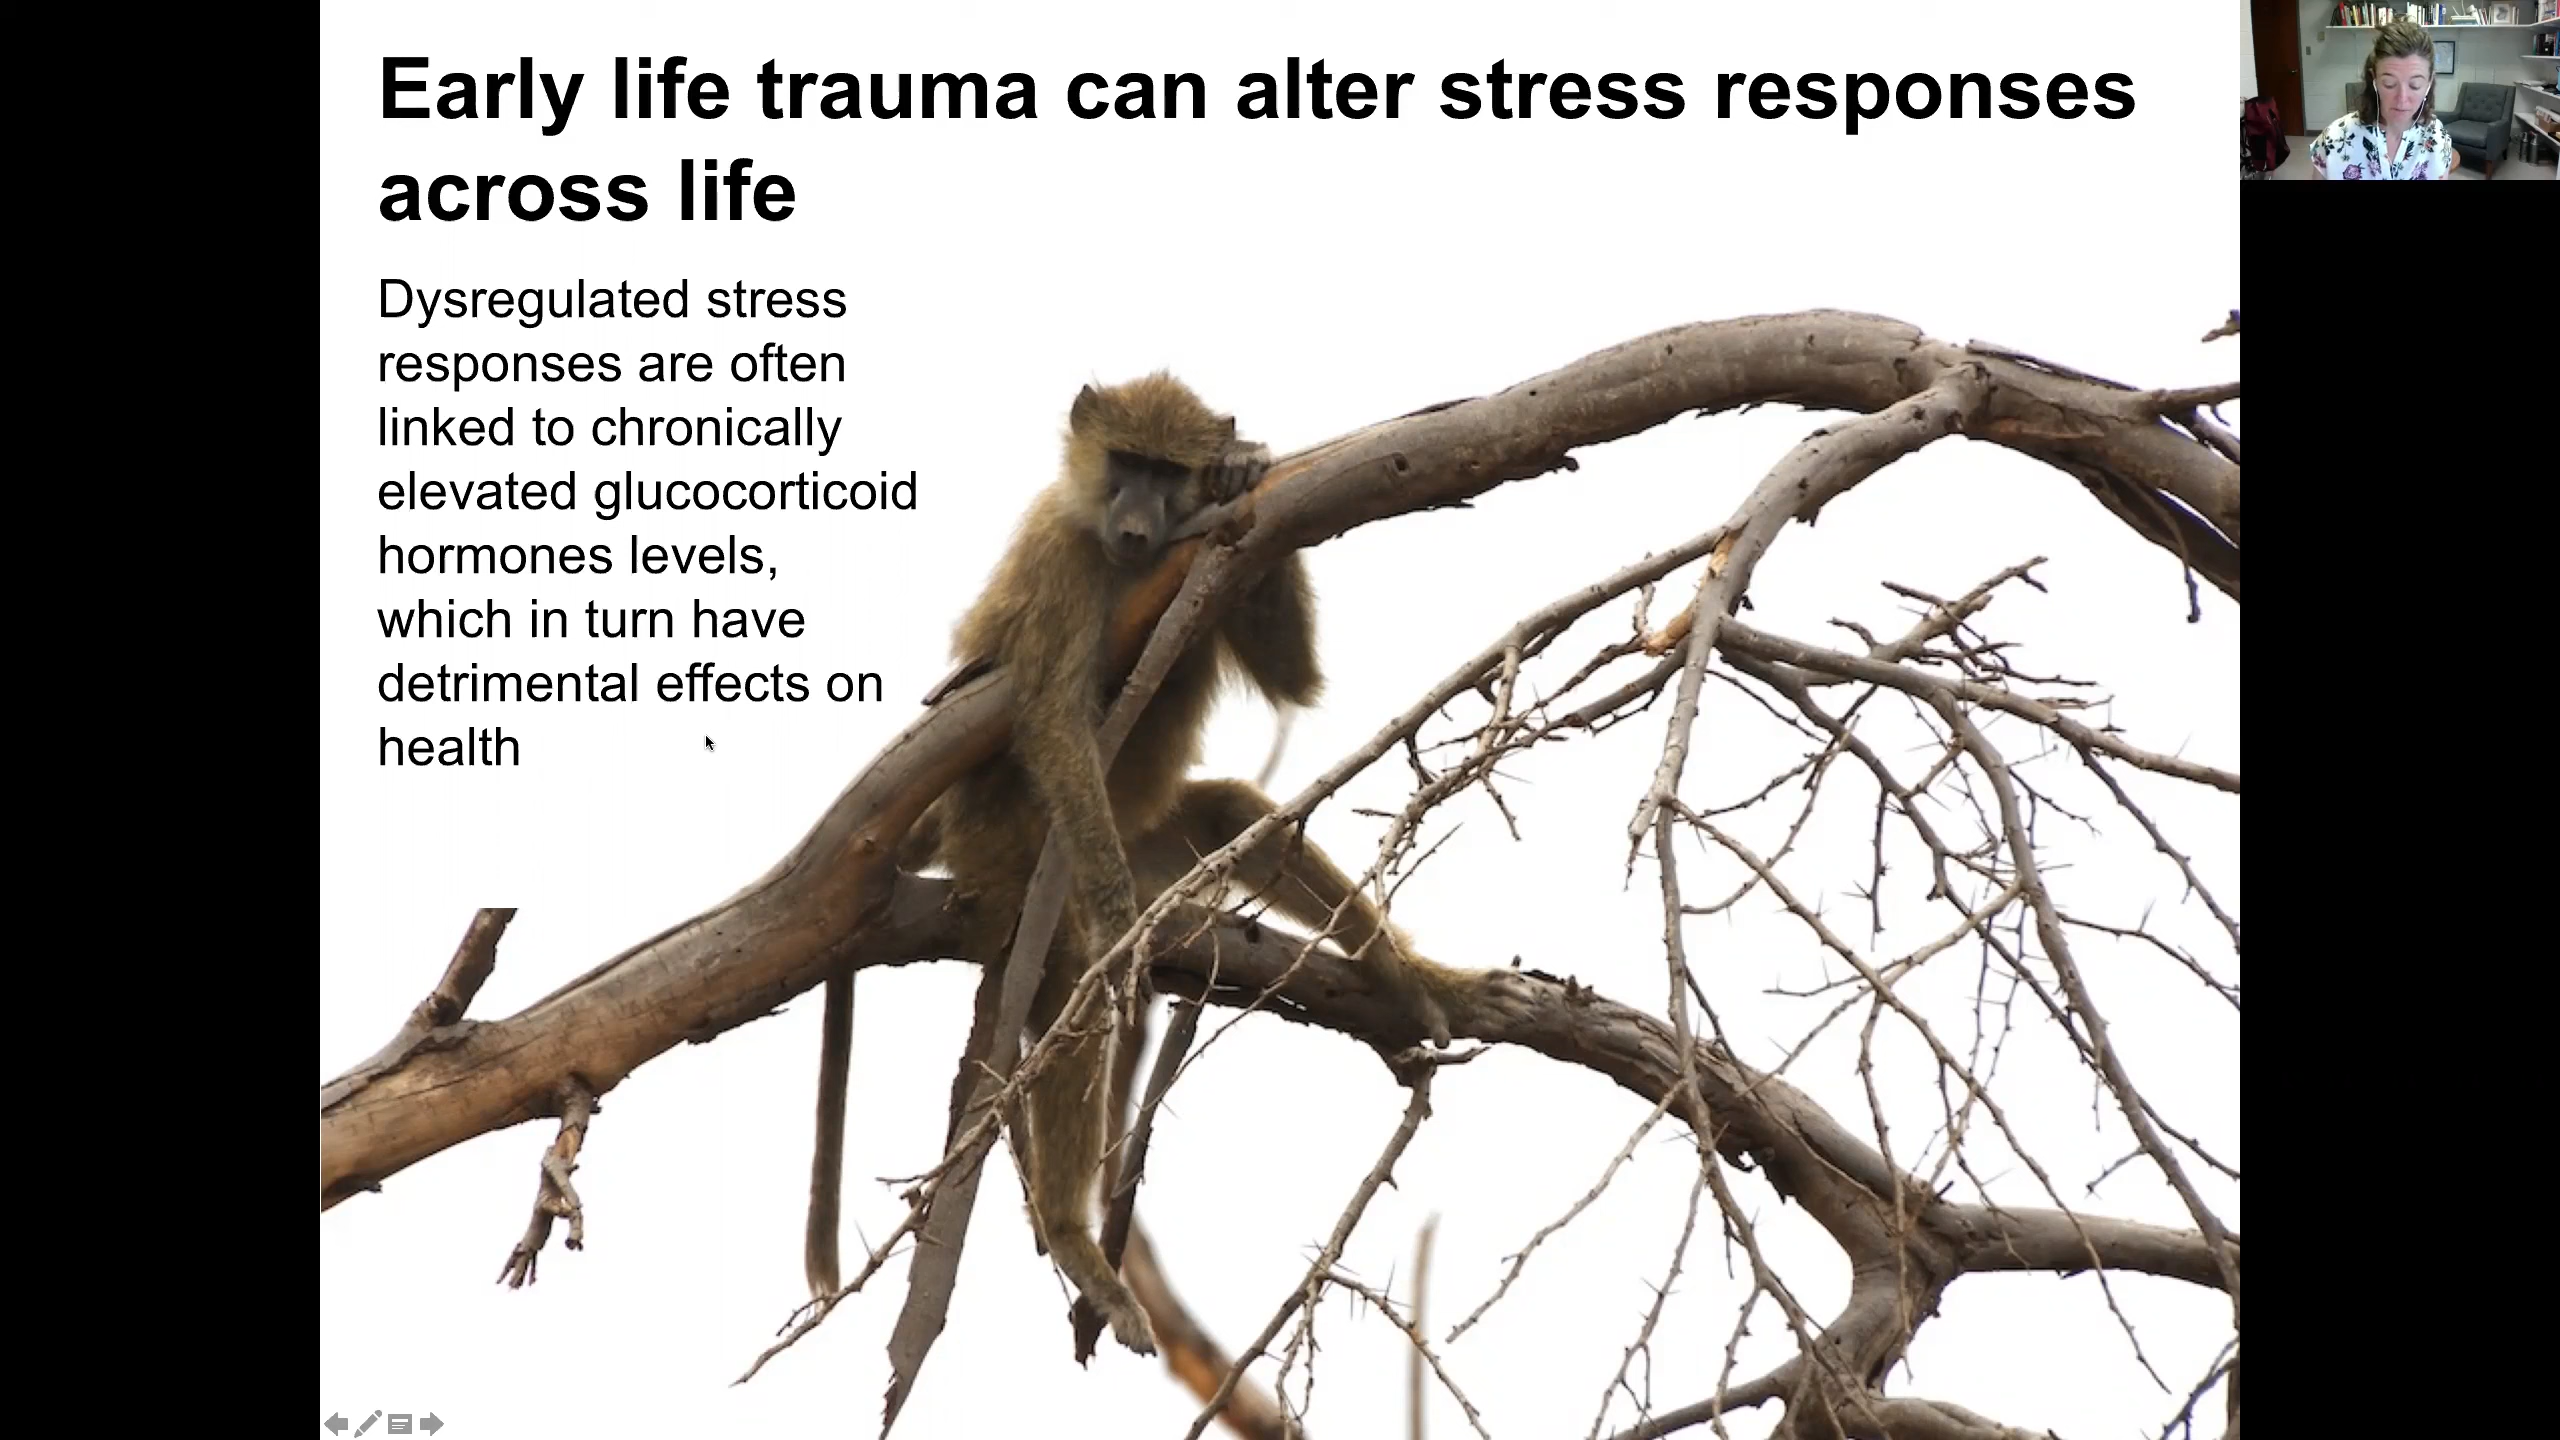 Early life trauma can alter stress responses
across life
Dysregulated stress
responses are often
linked to chronically
elevated glucocorticoid
hormones levels,
which in turn have
detrimental effects on
health